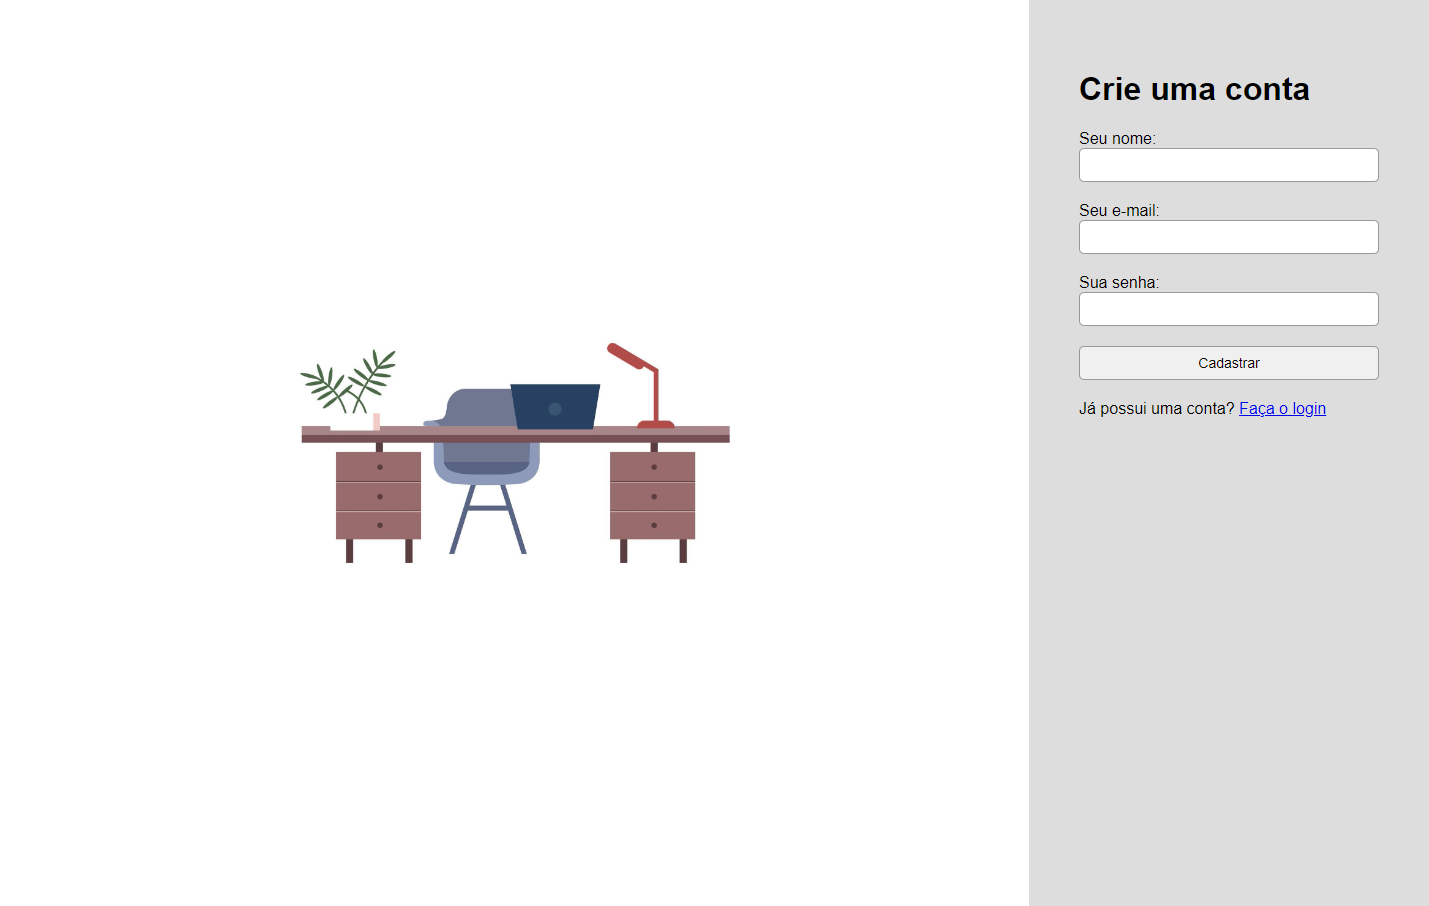 Crie uma conta
Seu nome:
Seu e-mail:
Sua senha:
Cadastrar
Já possui uma conta? Faça o login